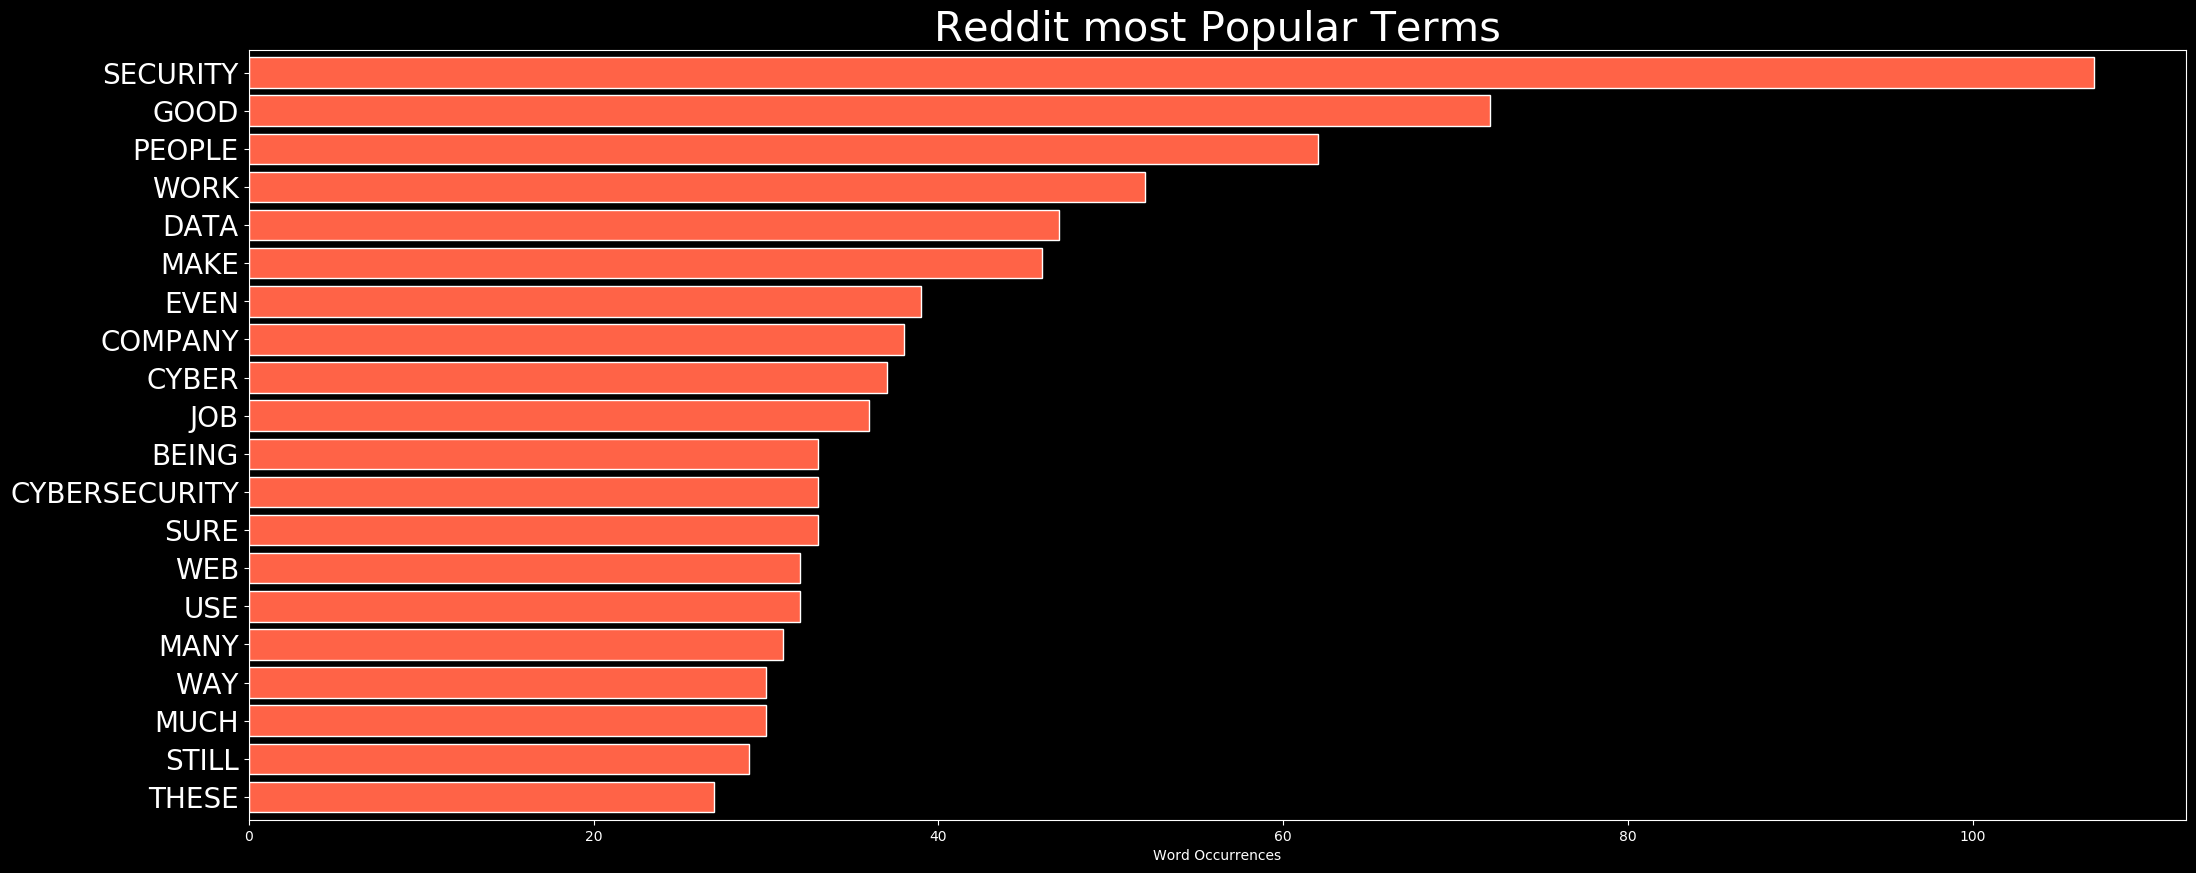 Reddit most Popular Terms
SECURITY
GOOD
PEOPLE
WORK
DATA
MAKE
EVEN
COMPANY
CYBER
JOB
BEING
CYBERSECURITY
SURE
WEB
USE
MANY
WAY
MUCH
STILL
THESE
0 20 40 60 80 100
Word Occurrences